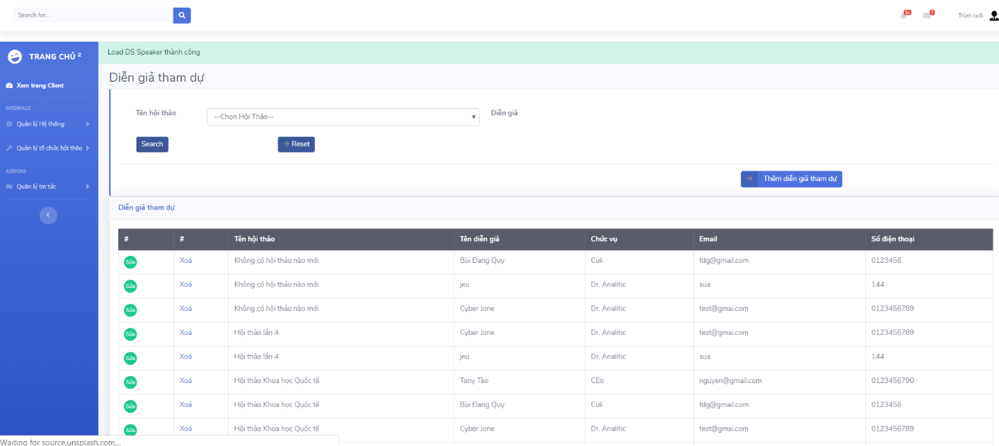 Search for...
3+
7
Trùm cuối
TRANG CHỦ 2
Load DS Speaker thành công
Xem trang Client
Diễn giả tham dự
INTERFACE
Quản lý Hệ thống
Tên hội thảo
--Chọn Hội Thảo--
Diễn giả
Quản lý tổ chức hội thảo
Search
Reset
ADDONS
Quản lý tin tức
Thêm diễn giả tham dự
Diễn giả tham dự
# # Tên hội thảo Tên diễn giả Chức vụ Email Số điện thoại
Sửa Xoá Không có hội thảo nào mới Bùi Đang Quy Culi fdg@gmail.com 0123456
Sửa Xoá Không có hội thảo nào mới jeu Dr. Analitic sua 144
Sửa Xoá Không có hội thảo nào mới Cyber Jone Dr. Analitic test@gmai.com 0123456789
Sửa Xoá Hội thảo lần 4 Cyber Jone Dr. Analitic test@gmai.com 0123456789
Sửa Xoá Hội thảo lần 4 jeu Dr. Analitic sua 144
Sửa Xoá Hội thảo Khoa học Quốc tế Tony Tèo CEo nguyen@gmail.com 0123456790
Sửa Xoá Hội thảo Khoa học Quốc tế Bùi Đang Quy Culi fdg@gmail.com 0123456
Sửa Xoá Hội thảo Khoa học Quốc tế Cyber Jone Dr. Analitic test@gmai.com 0123456789
Waiting for source.unsplash.com...